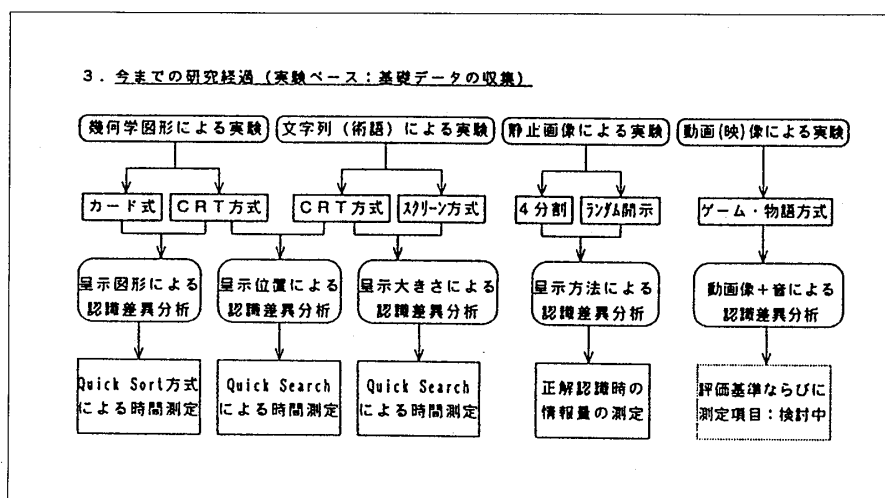 ３．今までの研究経過（実験ベース：基礎データの収集）
幾何学図形による実験
文字列（術語）による実験
静止画像による実験
動画(映)像による実験
カード式
ＣＲＴ方式
ＣＲＴ方式
ｽｸﾘｰﾝ方式
４分割
ﾗﾝﾀﾞﾑ開示
ゲーム・物語方式
呈示図形による
認識差異分析
呈示位置による
認識差異分析
呈示大きさによる
認識差異分析
呈示方法による
認識差異分析
動画像＋音による
認識差異分析
Quick Sort方式
による時間測定
Quick Search
による時間測定
Quick Search
による時間測定
正解認識時の
情報量の測定
評価基準ならびに
測定項目：検討中